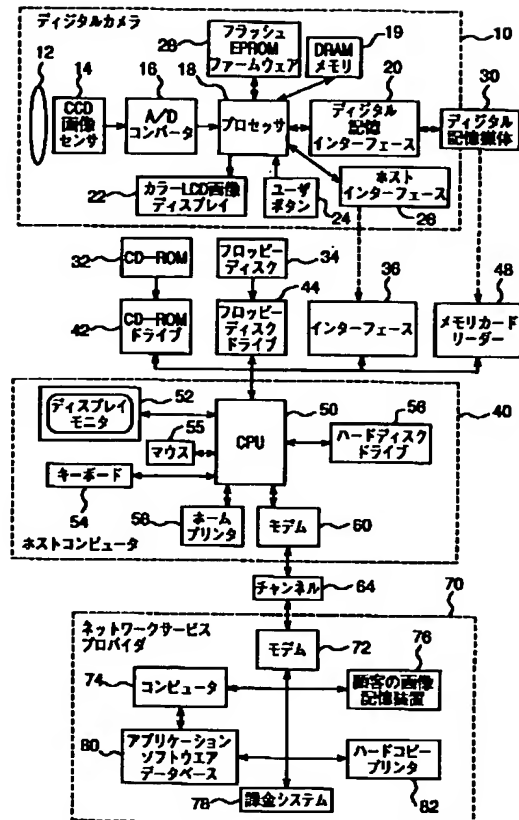 ディジタルカメラ
28
フラッシュ
EPROM
ファームウェア
DRAM
メモリ
19
10
12
14
16
18
20
30
CCD
画像
センサ
A/D
コンバータ
プロセッサ
ディジタル
記憶
インターフェース
ディジタル
記憶媒体
22
カラーLCD画像
ディスプレイ
ユーザ
ボタン
24
ホスト
インターフェース
26
32
CD-ROM
フロッピー
ディスク
34
36
48
42
CD-ROM
ドライブ
44
フロッピー
ディスク
ドライブ
インターフェース
メモリカード
リーダー
ディスプレイ
モニタ
52
50
56
40
CPU
55
マウス
ハードディスク
ドライブ
キーボード
54
58
ホーム
プリンタ
モデム
60
ホストコンピュータ
チャンネル
64
70
ネットワークサービス
プロバイダ
モデム
72
76
74
コンピュータ
顧客の画像
記憶装置
80
アプリケーション
ソフトウエア
データベース
ハードコピー
プリンタ
78
課金システム
82